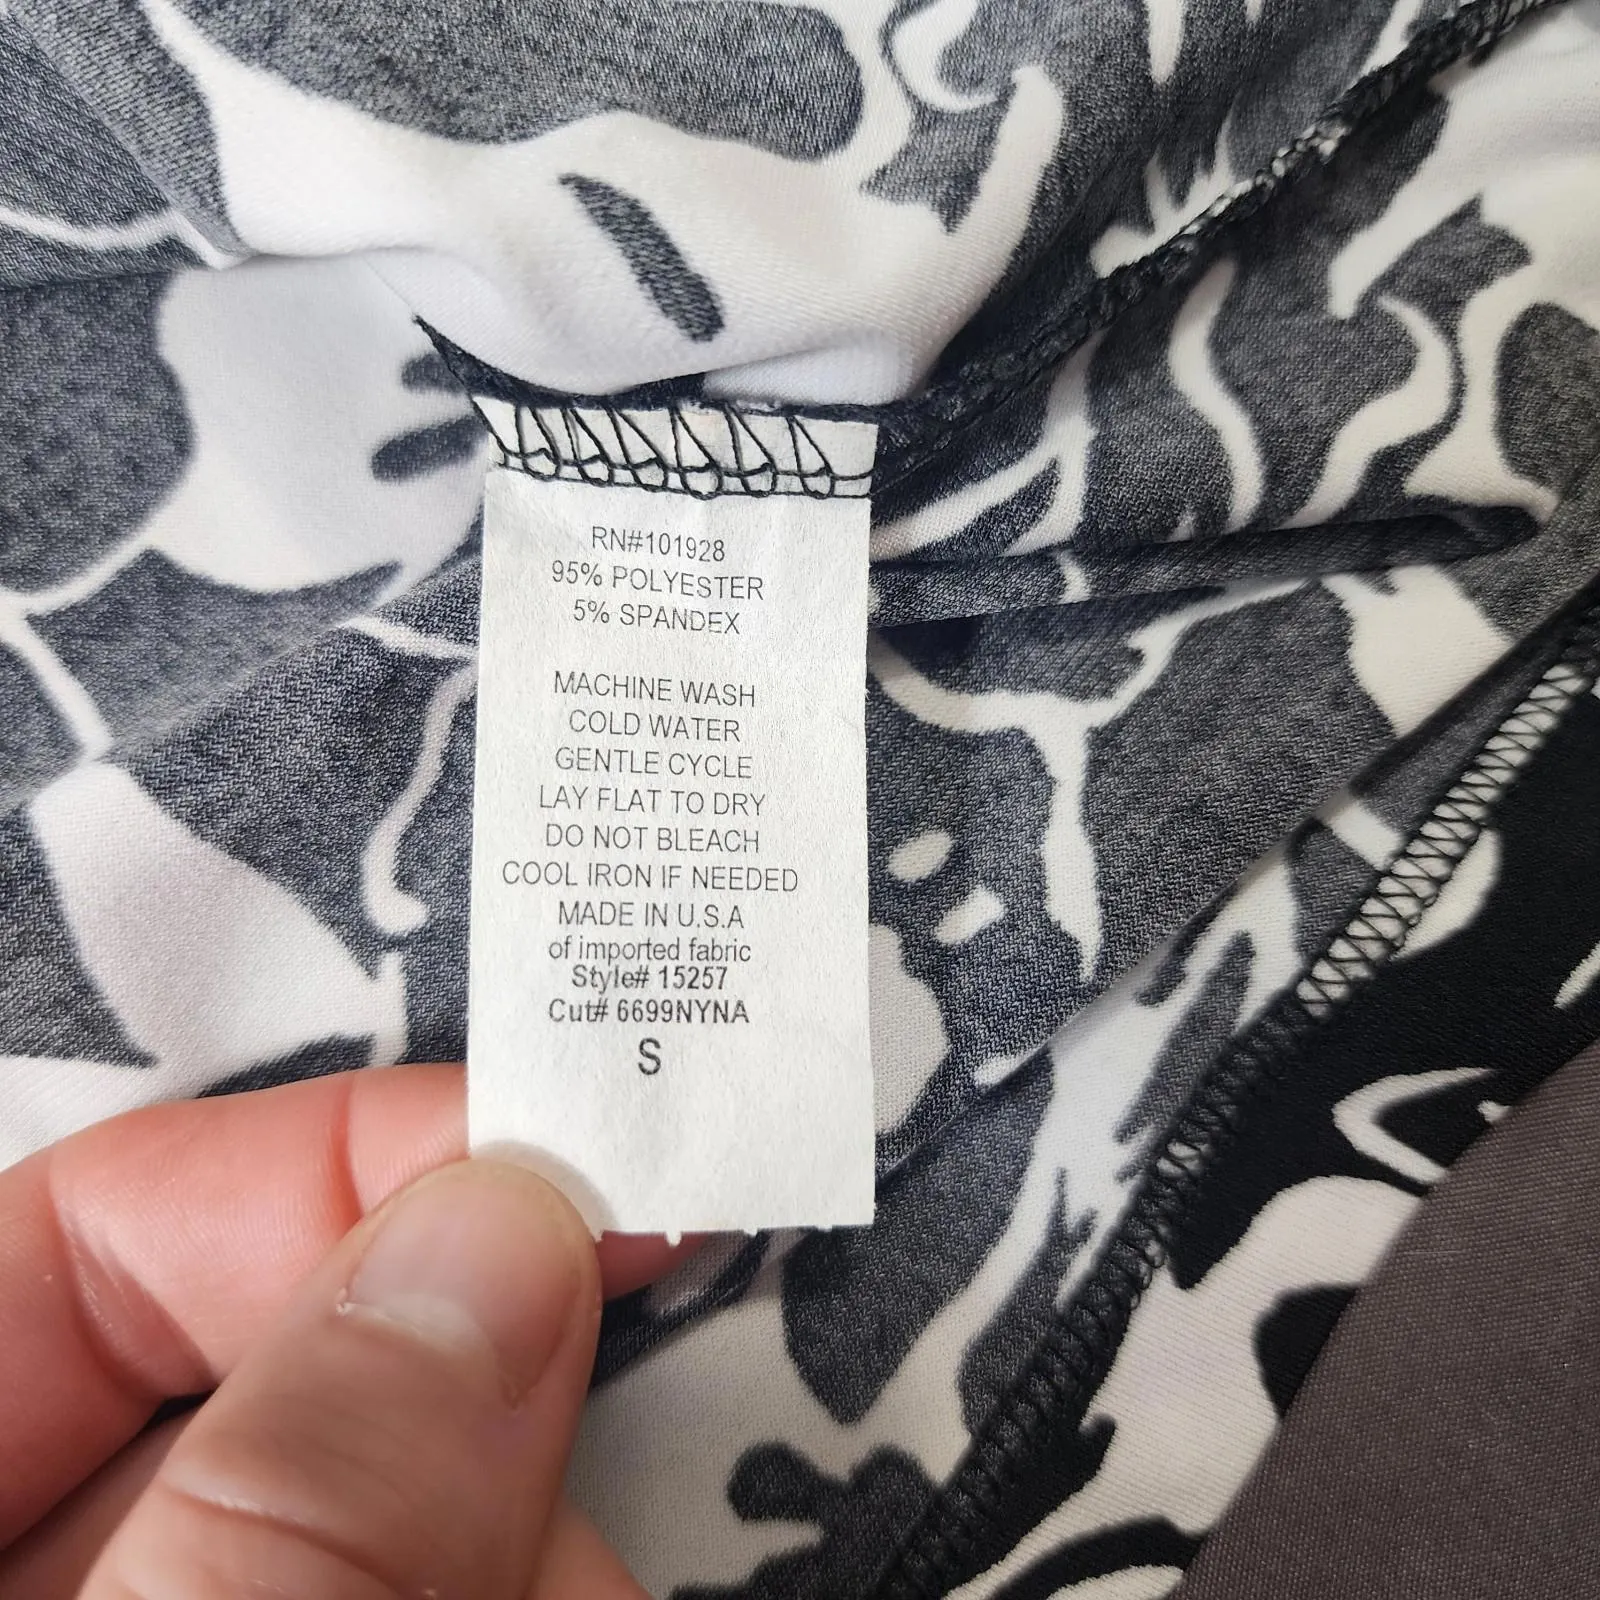 RN#101928
95% POLYESTER
5% SPANDEX
MACHINE WASH
COLD WATER
GENTLE CYCLE
LAY FLAT TO DRY
DO NOT BLEACH
COOL IRON IF NEEDED
MADE IN U.S.A
of imported fabric
Style# 15257
Cut# 6699NYNA
S